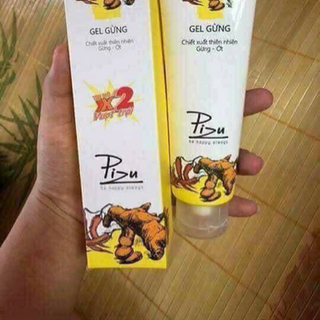 GEL GỪNG
Chiết xuất thiên nhiên
Gừng - Ớt
X2
Pizu
be happy always
GEL GỪNG
Chiết xuất thiên nhiên
Gừng - Ớt
Pizu
be happy always